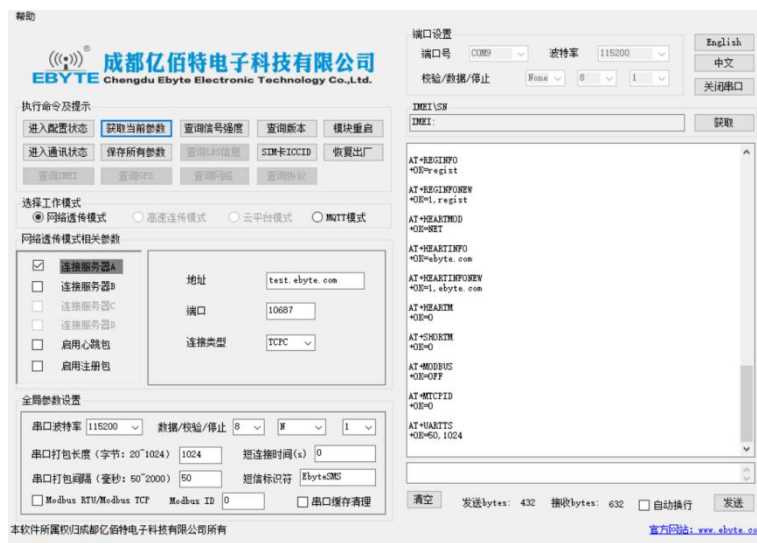 帮助
EBYTE®
成都亿佰特电子科技有限公司
Chengdu Ebyte Electronic Technology Co.,Ltd.
执行命令及提示
进入配置状态 获取当前参数 查询信号强度 查询版本 模块重启
进入通讯状态 保存所有参数 查询LBS信息 SIM卡ICCID 恢复出厂
查询IMEI 查询GPS 查询网络 查询协议
选择工作模式
网络透传模式 高速连传模式 云平台模式 MQTT模式
网络透传模式相关参数
连接服务器A
连接服务器B
连接服务器C
连接服务器D
启用心跳包
启用注册包
地址 test.ebyte.com
端口 10687
连接类型 TCPC
全局参数设置
串口波特率 115200 数据/校验/停止 8 N 1
串口打包长度（字节：20~1024） 1024 短连接时间(s) 0
串口打包间隔（毫秒：50~2000） 50 短信标识符 EbyteSMS
Modbus RTU/Modbus TCP Modbus ID 0 串口缓存清理
本软件所属权归成都亿佰特电子科技有限公司所有
端口设置
端口号 COM9 波特率 115200
校验/数据/停止 None 8 1
English
中文
关闭串口
IMEI\SN
IMEI: 获取
AT+REGINFO
+OK=regist
AT+REGINFONEW
+OK=1,regist
AT+HEARTMOD
+OK=NET
AT+HEARTINFO
+OK=ebyte.com
AT+HEARTINFONEW
+OK=1,ebyte.com
AT+HEARTM
+OK=0
AT+SHORTM
+OK=0
AT+MODBUS
+OK=OFF
AT+MTCPID
+OK=0
AT+UARTTS
+OK=50,1024
清空 发送bytes: 432 接收bytes: 632 自动换行 发送
官方网站: www.ebyte.co